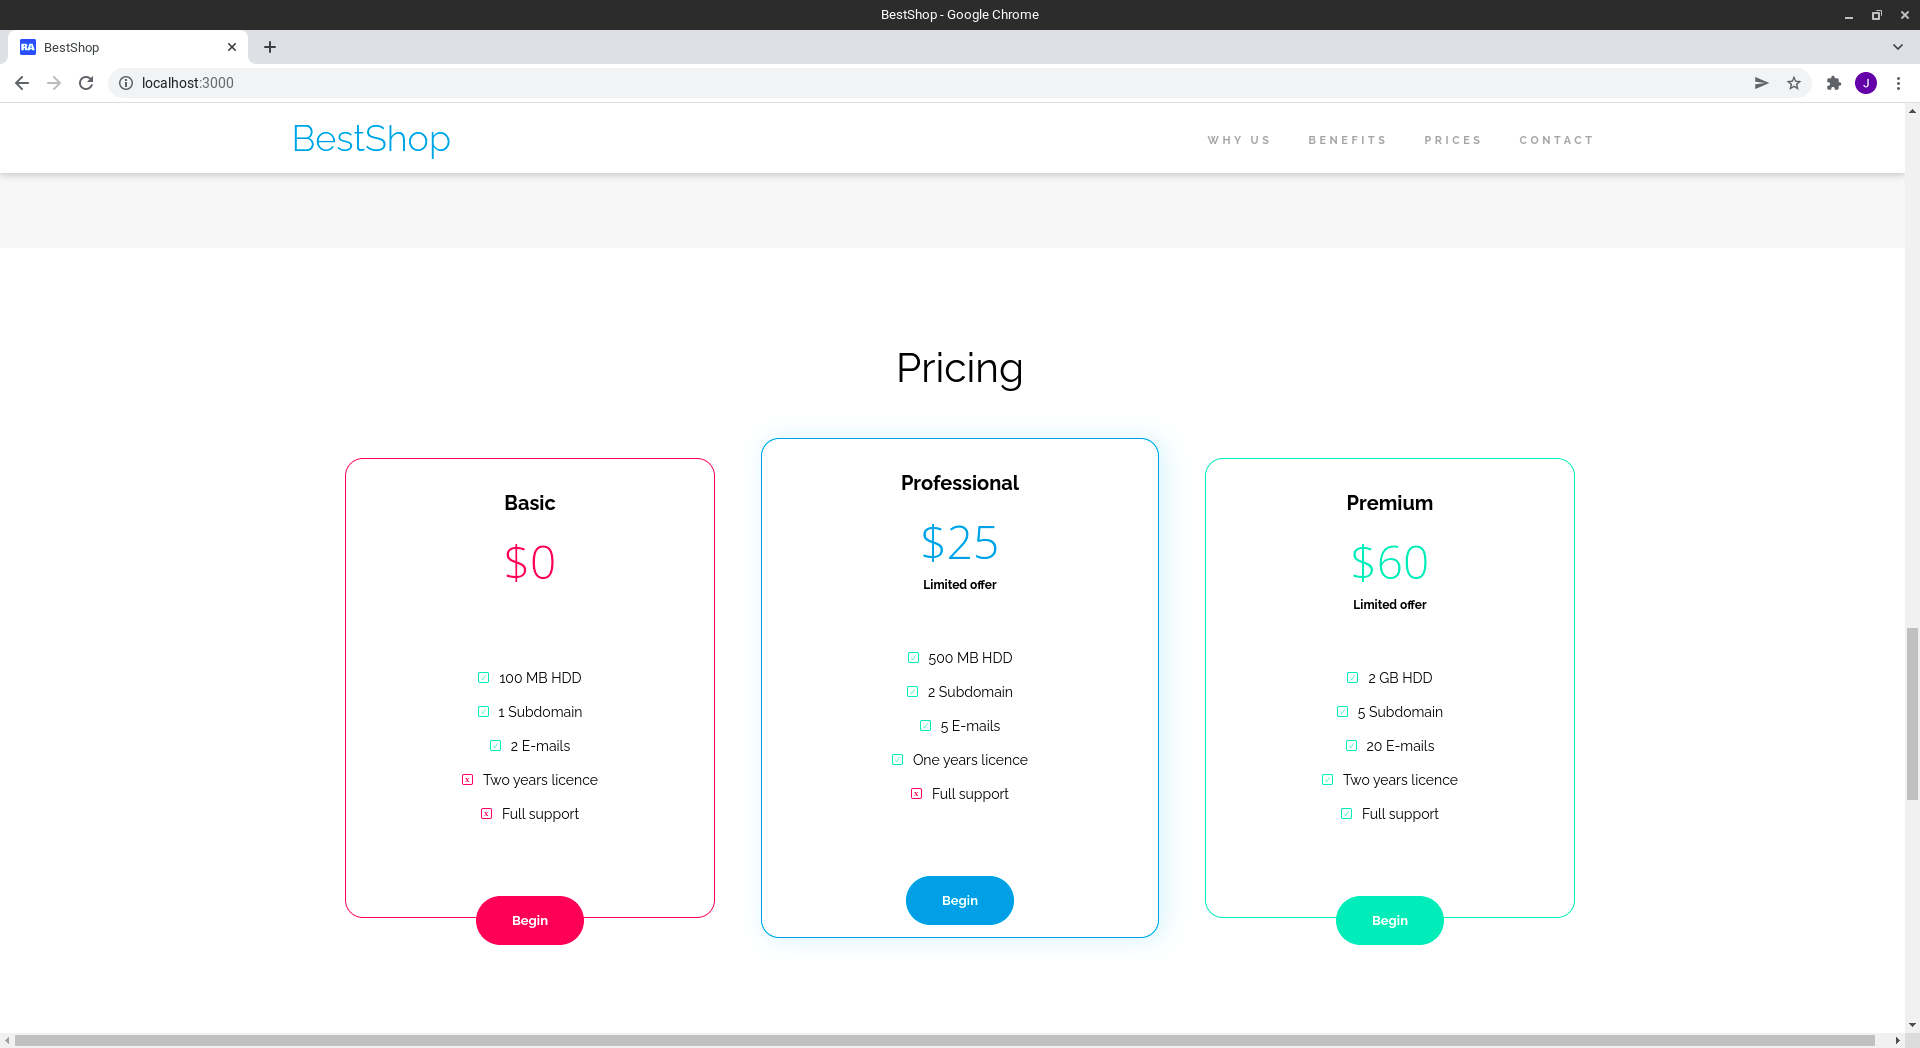 BestShop - Google Chrome
RA BestShop
localhost:3000
J
BestShop
WHY US BENEFITS PRICES CONTACT
Pricing
Basic
$0
100 MB HDD
1 Subdomain
2 E-mails
x Two years licence
x Full support
Begin
Professional
$25
Limited offer
500 MB HDD
2 Subdomain
5 E-mails
One years licence
x Full support
Begin
Premium
$60
Limited offer
2 GB HDD
5 Subdomain
20 E-mails
Two years licence
Full support
Begin